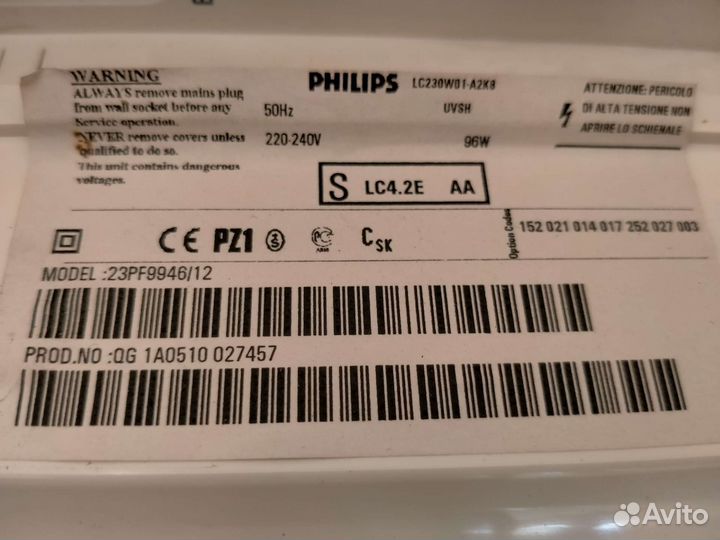 WARNING
ALWAYS remove mains plug
from wall socket before any
Service operation.
NEVER remove covers unless
qualified to do so.
This unit contains dangerous
voltages.
PHILIPS LC230W01-A2K8
50Hz UVSH
220-240V 96W
S LC4.2E AA
ATTENZIONE: PERICOLO
DI ALTA TENSIONE NON
APRIRE LO SCHIENALE
CE PZ1 S PC CSK
Option Codes
152 021 014 017 252 027 003
MODEL :23PF9946/12
PROD.NO :QG 1A0510 027457
Avito